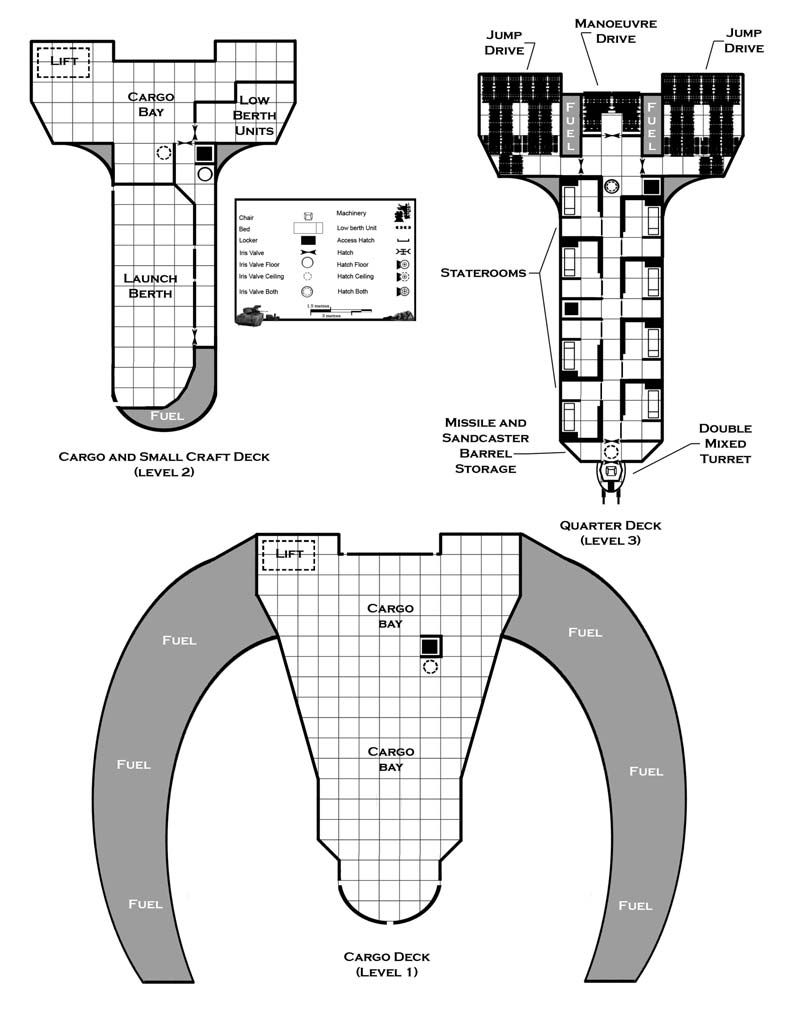 LIFT
CARGO
BAY
LOW
BERTH
UNITS
LAUNCH
BERTH
FUEL
CARGO AND SMALL CRAFT DECK
(LEVEL 2)
JUMP
DRIVE
MANOEUVRE
DRIVE
JUMP
DRIVE
FUEL
FUEL
STATEROOMS
MISSILE AND
SANDCASTER
BARREL
STORAGE
DOUBLE
MIXED
TURRET
QUARTER DECK
(LEVEL 3)
Chair
Bed
Locker
Iris Valve
Iris Valve Floor
Iris Valve Ceiling
Iris Valve Both
Machinery
Low berth Unit
Access Hatch
Hatch
Hatch Floor
Hatch Ceiling
Hatch Both
1.5 metres
3 metres
LIFT
CARGO
BAY
CARGO
BAY
FUEL
FUEL
FUEL
FUEL
FUEL
FUEL
CARGO DECK
(LEVEL 1)